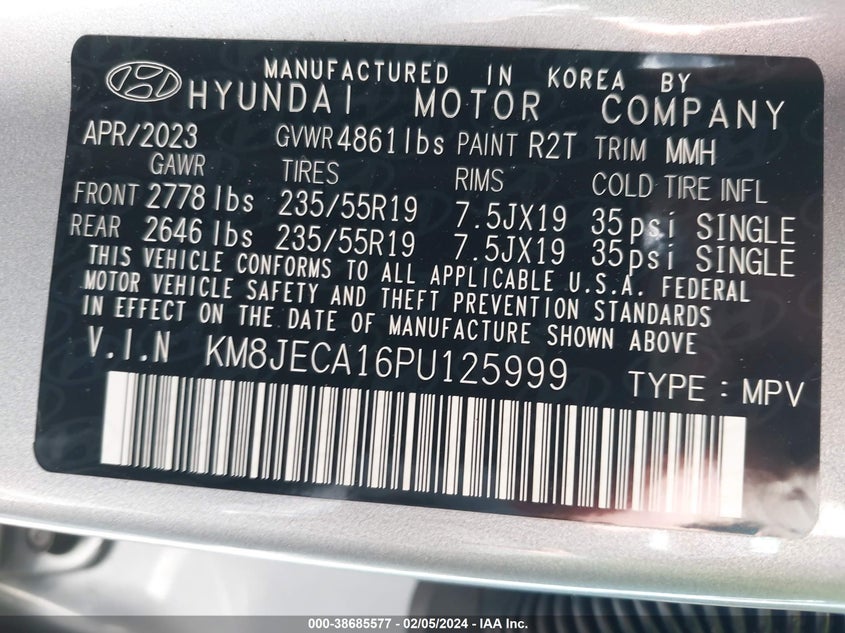 MANUFACTURED IN KOREA BY
HYUNDAI MOTOR COMPANY
APR/2023 GVWR 4861 lbs PAINT R2T TRIM MMH
GAWR TIRES RIMS COLD TIRE INFL
FRONT 2778 lbs 235/55R19 7.5JX19 35psi SINGLE
REAR 2646 lbs 235/55R19 7.5JX19 35psi SINGLE
THIS VEHICLE CONFORMS TO ALL APPLICABLE U.S.A. FEDERAL
MOTOR VEHICLE SAFETY AND THEFT PREVENTION STANDARDS
IN EFFECT ON THE DATE OF MANUFACTURE SHOWN ABOVE
V.I.N KM8JECA16PU125999 TYPE : MPV
000-38685577 - 02/05/2024 - IAA Inc.